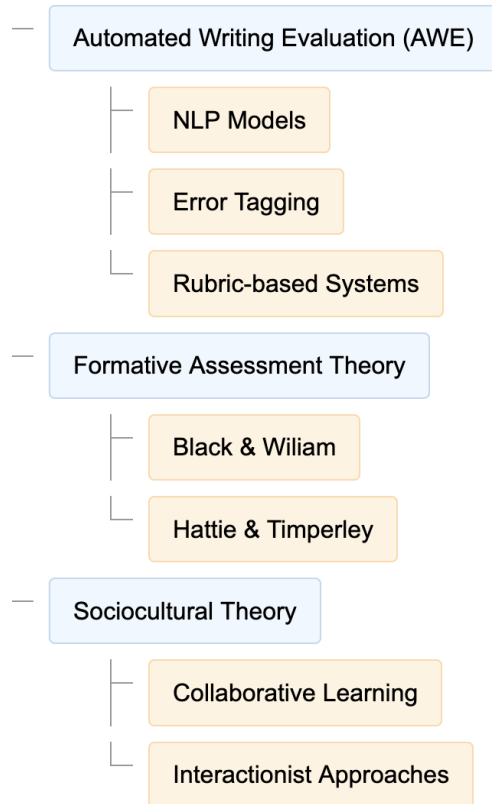 Automated Writing Evaluation (AWE)
NLP Models
Error Tagging
Rubric-based Systems
Formative Assessment Theory
Black & Wiliam
Hattie & Timperley
Sociocultural Theory
Collaborative Learning
Interactionist Approaches